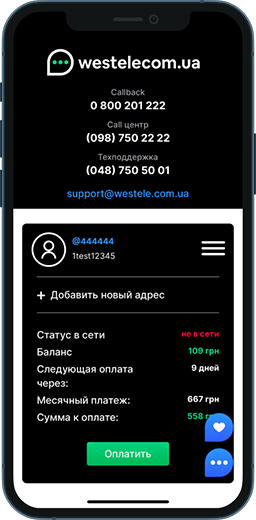 westelecom.ua
Callback
0 800 201 222
Call центр
(098) 750 22 22
Техподдержка
(048) 750 50 01
support@westele.com.ua
@444444
1test12345
+ Добавить новый адрес
Статус в сети не в сети
Баланс 109 грн
Следующая оплата 9 дней
через:
Месячный платеж: 667 грн
Сумма к оплате: 558 грн
Оплатить